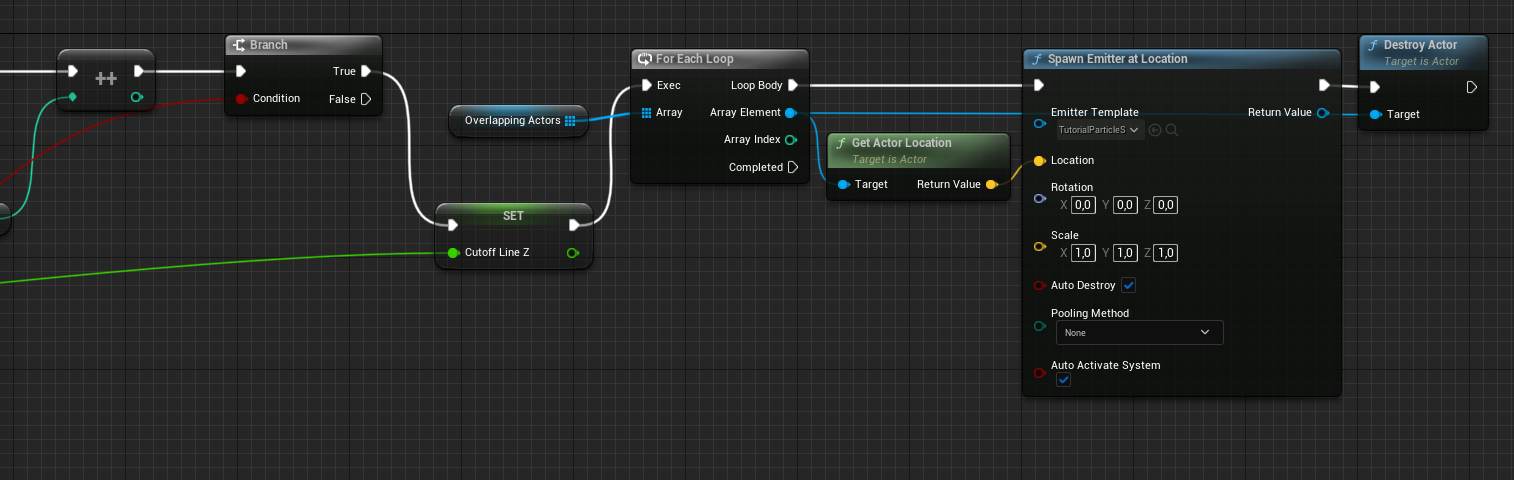 ++
Branch
True
Condition
False
Overlapping Actors
SET
Cutoff Line Z
For Each Loop
Exec
Loop Body
Array
Array Element
Array Index
Completed
Get Actor Location
Target is Actor
Target
Return Value
Spawn Emitter at Location
Emitter Template
TutorialParticleS
Return Value
Location
Rotation
X 0,0 Y 0,0 Z 0,0
Scale
X 1,0 Y 1,0 Z 1,0
Auto Destroy
Pooling Method
None
Auto Activate System
Destroy Actor
Target is Actor
Target